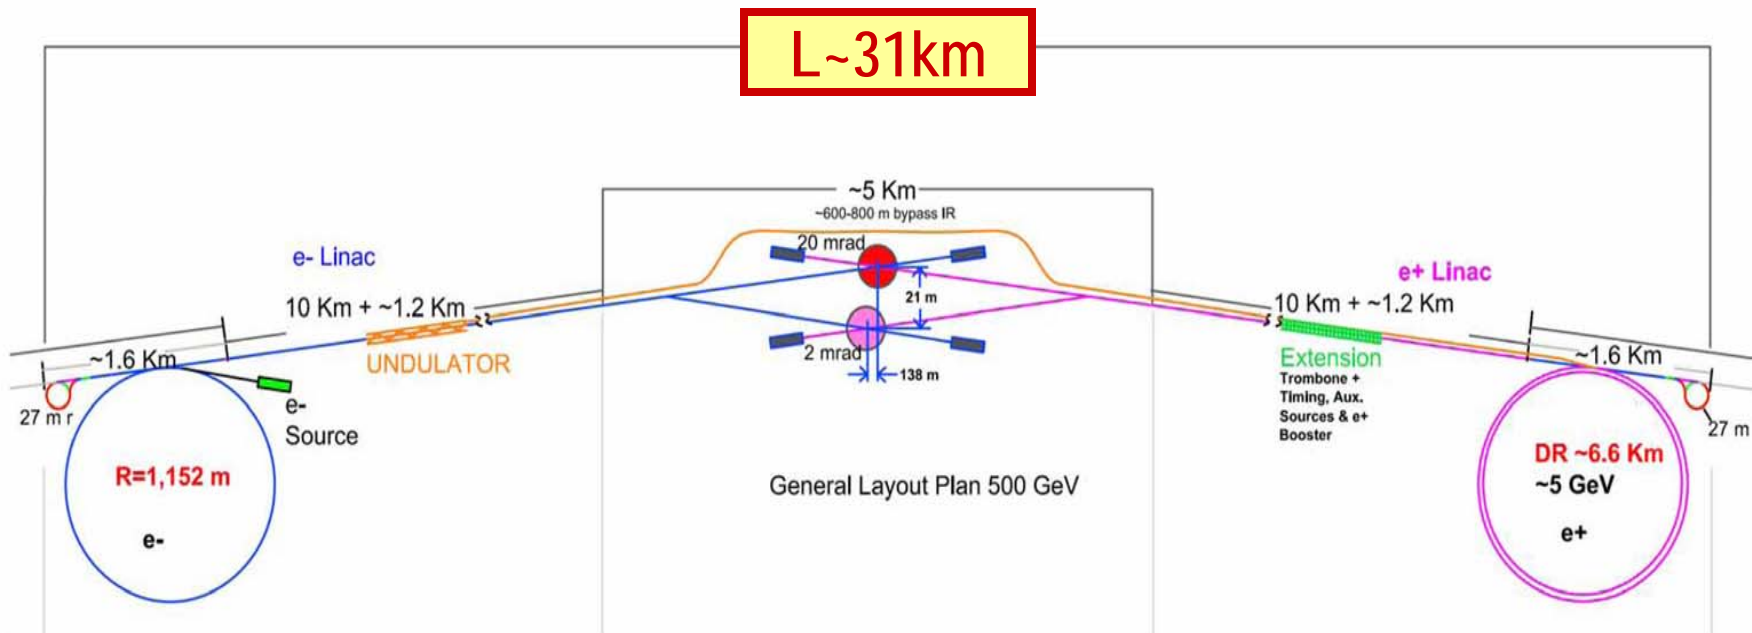 L~31km
~5 Km
~600-800 m bypass IR
20 mrad
e- Linac
e+ Linac
10 Km + ~1.2 Km
21 m
10 Km + ~1.2 Km
~1.6 Km
UNDULATOR
2 mrad
138 m
Extension
Trombone +
Timing, Aux.
Sources & e+
Booster
~1.6 Km
27 m r
e-
Source
27 m
R=1,152 m
e-
General Layout Plan 500 GeV
DR ~6.6 Km
~5 GeV
e+